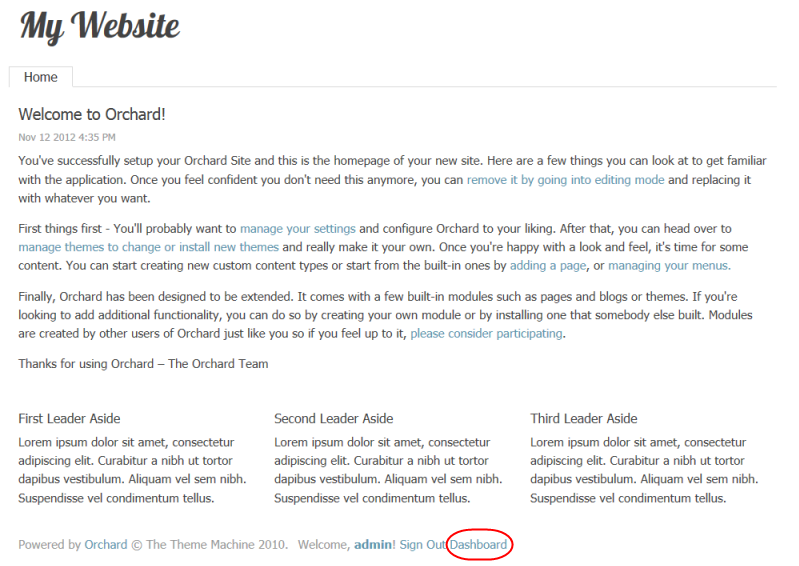 My Website
Home
Welcome to Orchard!
Nov 12 2012 4:35 PM
You've successfully setup your Orchard Site and this is the homepage of your new site. Here are a few things you can look at to get familiar
with the application. Once you feel confident you don't need this anymore, you can remove it by going into editing mode and replacing it
with whatever you want.
First things first - You'll probably want to manage your settings and configure Orchard to your liking. After that, you can head over to
manage themes to change or install new themes and really make it your own. Once you're happy with a look and feel, it's time for some
content. You can start creating new custom content types or start from the built-in ones by adding a page, or managing your menus.
Finally, Orchard has been designed to be extended. It comes with a few built-in modules such as pages and blogs or themes. If you're
looking to add additional functionality, you can do so by creating your own module or by installing one that somebody else built. Modules
are created by other users of Orchard just like you so if you feel up to it, please consider participating.
Thanks for using Orchard – The Orchard Team
First Leader Aside
Lorem ipsum dolor sit amet, consectetur
adipiscing elit. Curabitur a nibh ut tortor
dapibus vestibulum. Aliquam vel sem nibh.
Suspendisse vel condimentum tellus.
Second Leader Aside
Lorem ipsum dolor sit amet, consectetur
adipiscing elit. Curabitur a nibh ut tortor
dapibus vestibulum. Aliquam vel sem nibh.
Suspendisse vel condimentum tellus.
Third Leader Aside
Lorem ipsum dolor sit amet, consectetur
adipiscing elit. Curabitur a nibh ut tortor
dapibus vestibulum. Aliquam vel sem nibh.
Suspendisse vel condimentum tellus.
Powered by Orchard © The Theme Machine 2010. Welcome, admin! Sign Out Dashboard